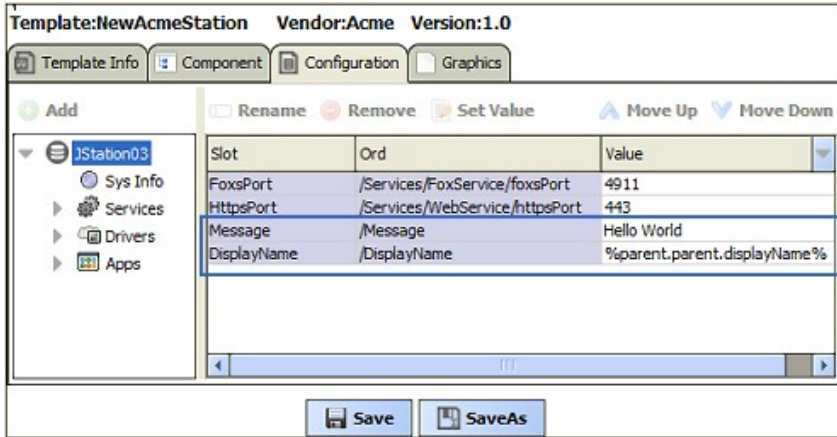 Template:NewAcmeStation Vendor:Acme Version:1.0
Template Info Component Configuration Graphics
Add Rename Remove Set Value Move Up Move Down
JStation03
Sys Info
Services
Drivers
Apps
Slot Ord Value
FoxsPort /Services/FoxService/foxsPort 4911
HttpsPort /Services/WebService/httpsPort 443
Message /Message Hello World
DisplayName /DisplayName %parent.parent.displayName%
Save SaveAs